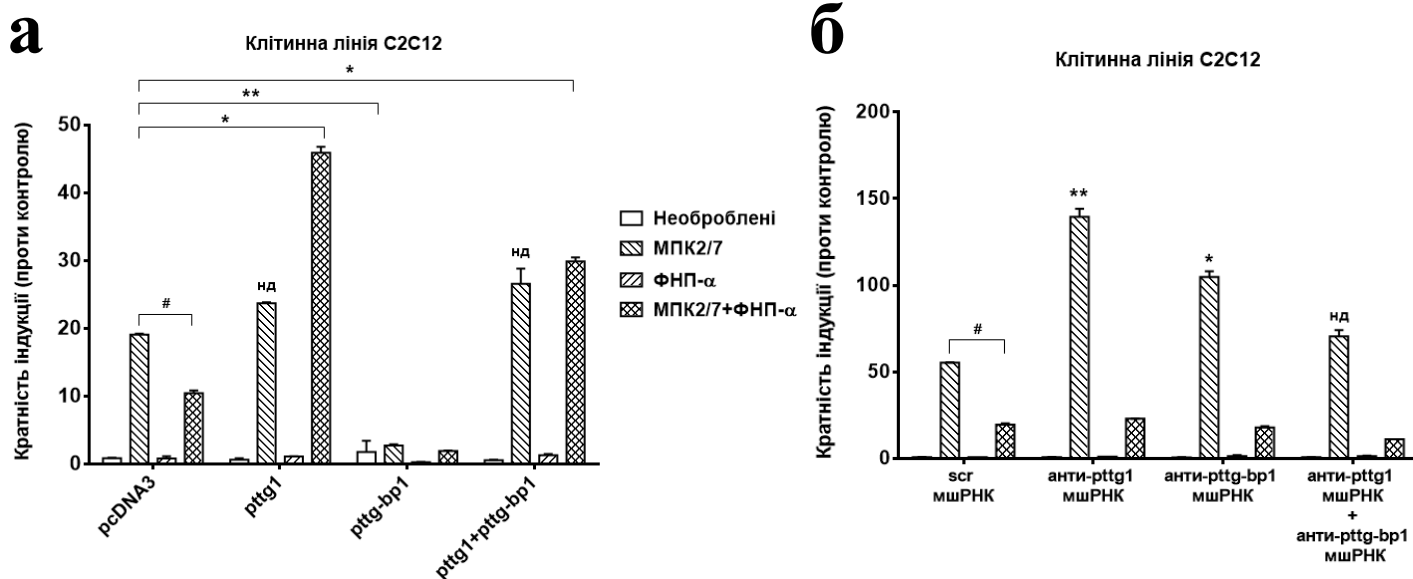 а
Клітинна лінія C2C12
*
**
*
Кратність індукції (проти контролю)
50
40
30
20
10
0
#
нд
нд
pcDNA3
pttg1
pttg-bp1
pttg1+pttg-bp1
Необроблені
МПК2/7
ФНП-α
МПК2/7+ФНП-α
б
Клітинна лінія C2C12
Кратність індукції (проти контролю)
200
150
100
50
0
#
**
*
нд
scr
мшРНК
анти-pttg1
мшРНК
анти-pttg-bp1
мшРНК
анти-pttg1
мшРНК
+
анти-pttg-bp1
мшРНК